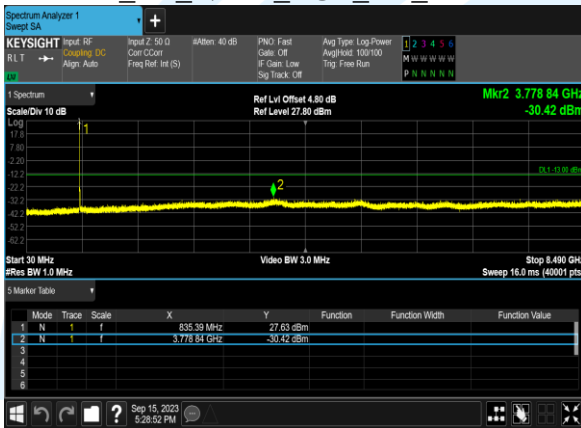 Spectrum Analyzer 1
Swept SA
+
KEYSIGHT Input: RF Input Z: 50 Ω #Atten: 40 dB PNO: Fast Avg Type: Log-Power 1 2 3 4 5 6
RLT Coupling: DC Corr CCorr Gate: Off Avg|Hold: 100/100 M W W W W W
Align: Auto Freq Ref: Int (S) IF Gain: Low Trig: Free Run
LV Sig Track: Off P N N N N N
1 Spectrum Ref Lvl Offset 4.80 dB Mkr2 3.778 84 GHz
Scale/Div 10 dB Ref Level 27.80 dBm -30.42 dBm
Log
17.8
7.80
-2.20
-12.2
-22.2
-32.2
-42.2
-52.2
-62.2
1
2
DL1 -13.00 dBm
Start 30 MHz Video BW 3.0 MHz Stop 8.490 GHz
#Res BW 1.0 MHz Sweep 16.0 ms (40001 pts
5 Marker Table
Mode Trace Scale X Y Function Function Width Function Value
1 N 1 f 835.39 MHz 27.63 dBm
2 N 1 f 3.778 84 GHz -30.42 dBm
3
4
5
6
? Sep 15, 2023
5:28:52 PM